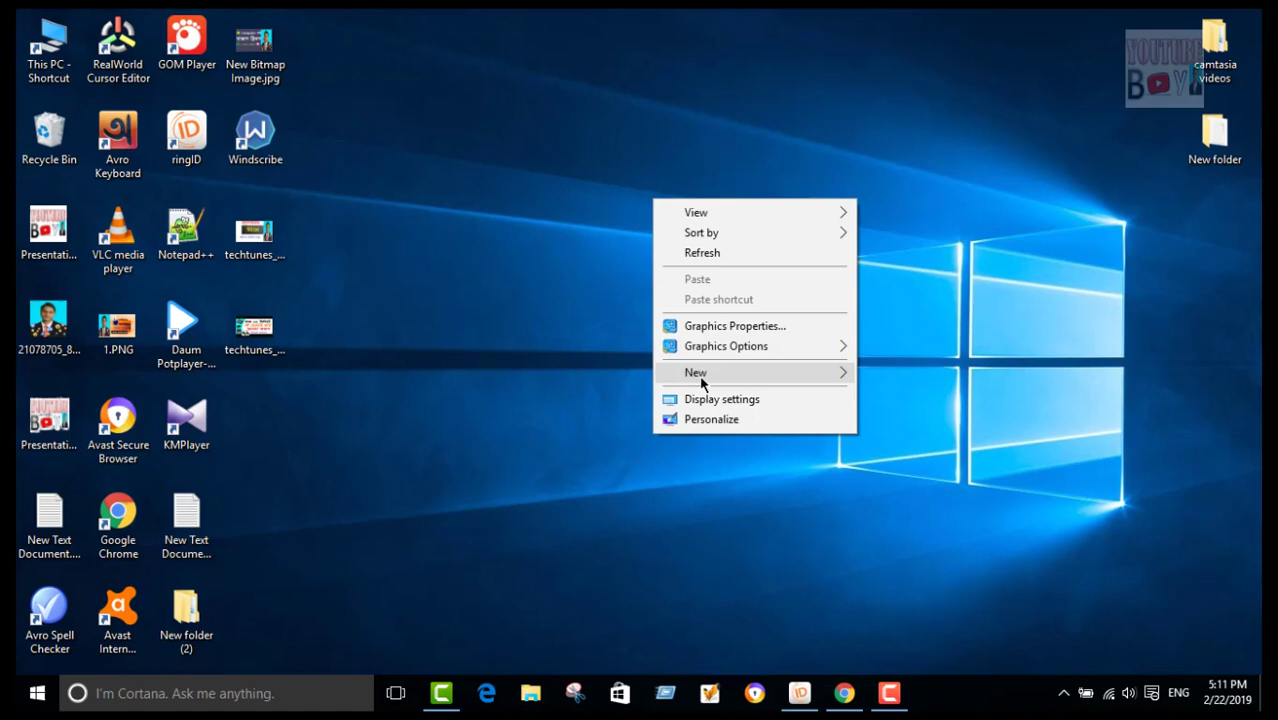 This PC -
Shortcut
RealWorld
Cursor Editor
GOM Player
New Bitmap
Image.jpg
YOUTUBE
BOY
camtasia
videos
Recycle Bin
Avro
Keyboard
ringID
Windscribe
New folder
Presentati...
VLC media
player
Notepad++
techtunes_...
21078705_8...
1.PNG
Daum
Potplayer-...
techtunes_...
Presentati...
Avast Secure
Browser
KMPlayer
New Text
Document....
Google
Chrome
New Text
Docume...
Avro Spell
Checker
Avast
Intern...
New folder
(2)
View
Sort by
Refresh
Paste
Paste shortcut
Graphics Properties...
Graphics Options
New
Display settings
Personalize
I'm Cortana. Ask me anything.
ENG
5:11 PM
2/22/2019